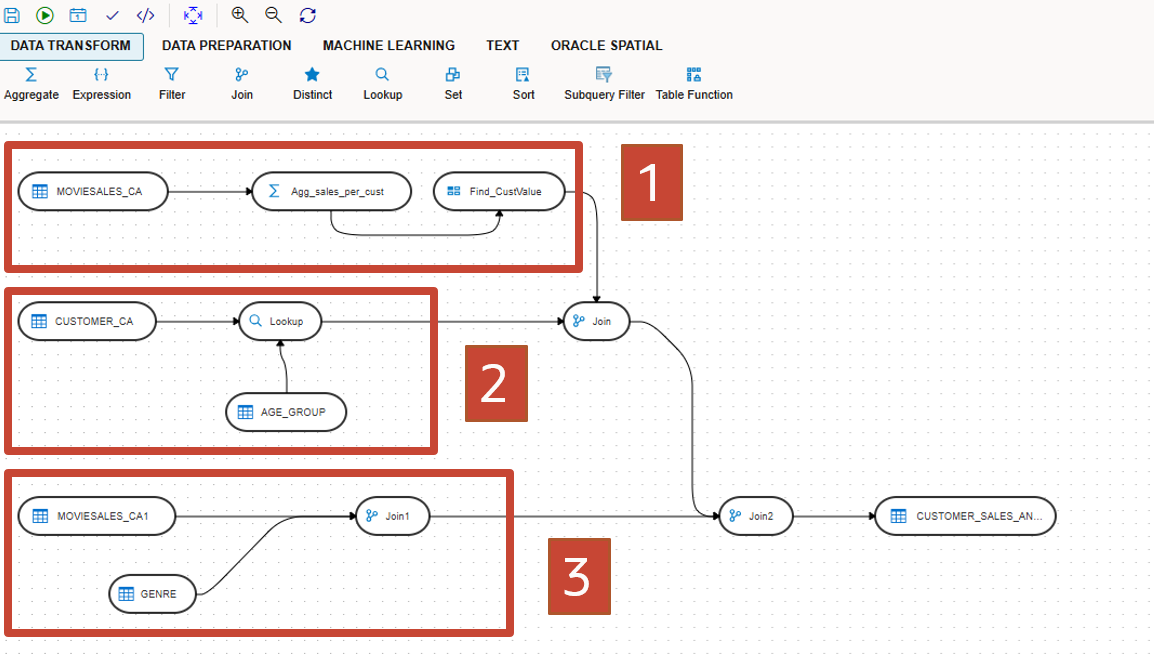 DATA TRANSFORM DATA PREPARATION MACHINE LEARNING TEXT ORACLE SPATIAL
Aggregate Expression Filter Join Distinct Lookup Set Sort Subquery Filter Table Function
MOVIESALES_CA Agg_sales_per_cust Find_CustValue
1
CUSTOMER_CA Lookup Join
2
AGE_GROUP
MOVIESALES_CA1 Join1 Join2 CUSTOMER_SALES_AN...
3
GENRE